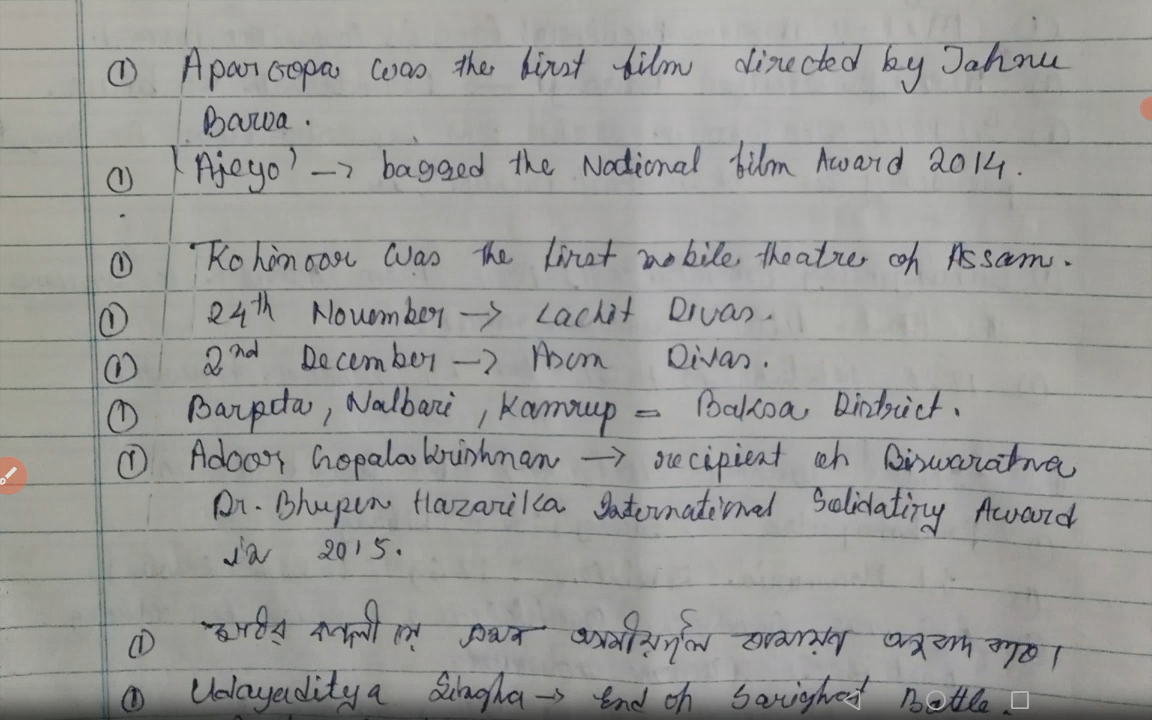 ① Aparoopa was the first film directed by Jahnu
Barua.
① 'Ajeyo' → bagged the National film Award 2014.
① Kohinoor was the first mobile theatre of Assam.
① 24th November → Lachit Divas.
① 2nd December → Asom Divas.
① Barpeta, Nalbari, Kamrup = Baksa District.
① Adoor Gopalakrishnan → recipient of Biswaratna
Dr. Bhupen Hazarika International Solidatiry Award
in 2015.
①
① Udayaditya Singha → End of Saraighat Battle.